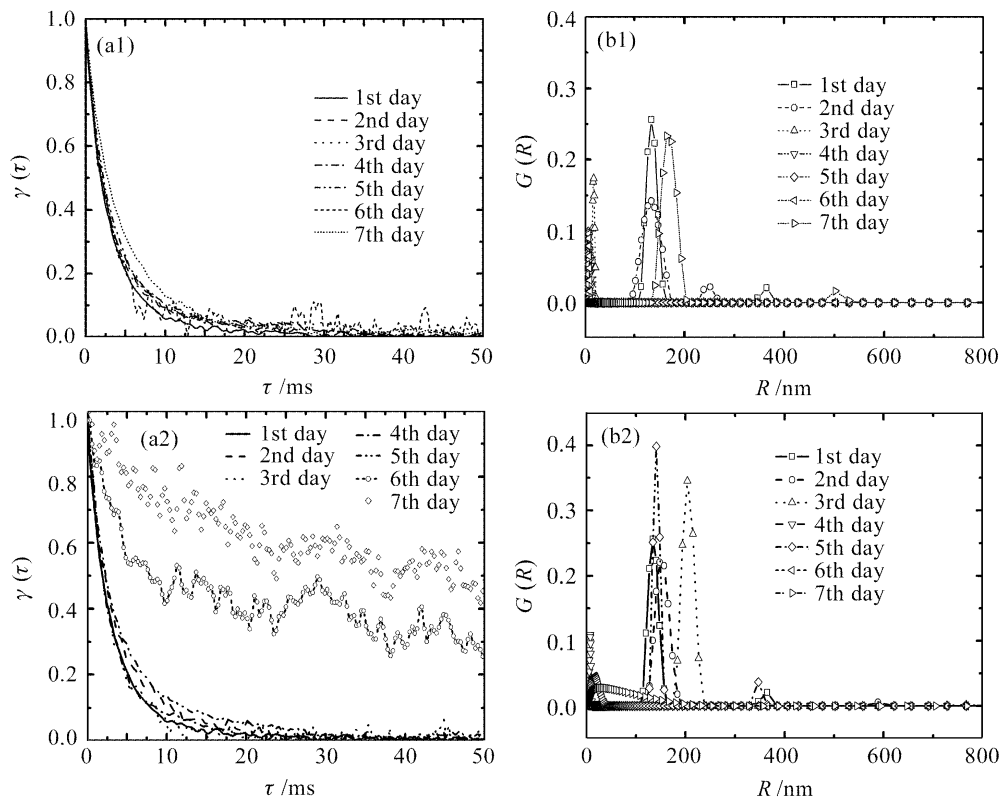 (a1)
1.0
0.8
0.6
0.4
0.2
0.0
γ (τ)
1st day
2nd day
3rd day
4th day
5th day
6th day
7th day
0 10 20 30 40 50
τ /ms
(b1)
0.4
0.3
0.2
0.1
0.0
G (R)
1st day
2nd day
3rd day
4th day
5th day
6th day
7th day
0 200 400 600 800
R /nm
(a2)
1.0
0.8
0.6
0.4
0.2
0.0
γ (τ)
1st day
2nd day
3rd day
4th day
5th day
6th day
7th day
0 10 20 30 40 50
τ /ms
(b2)
0.4
0.3
0.2
0.1
0.0
G (R)
1st day
2nd day
3rd day
4th day
5th day
6th day
7th day
0 200 400 600 800
R /nm